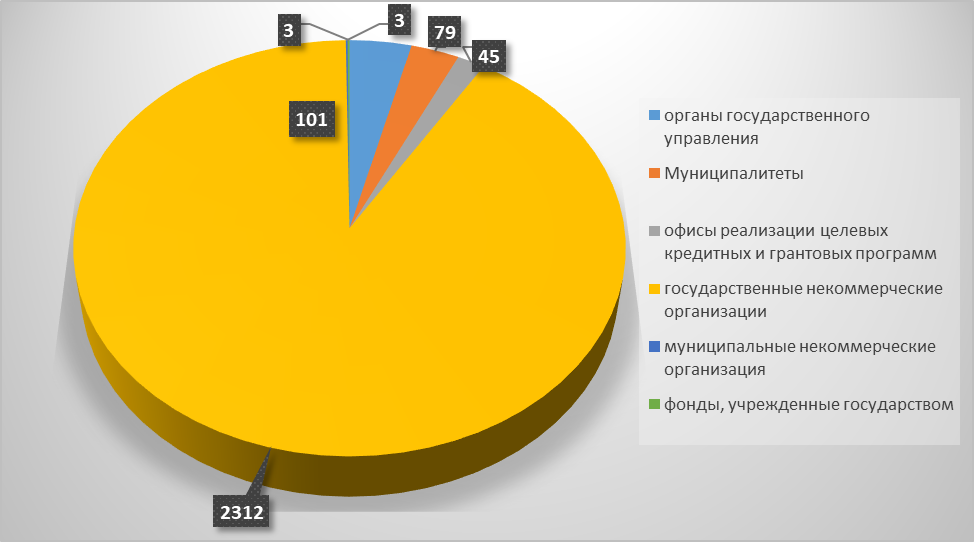 3
3
79
45
101
2312
органы государственного
управления
Муниципалитеты
офисы реализации целевых
кредитных и грантовых программ
государственные некоммерческие
организации
муниципальные некоммерческие
организация
фонды, учрежденные государством